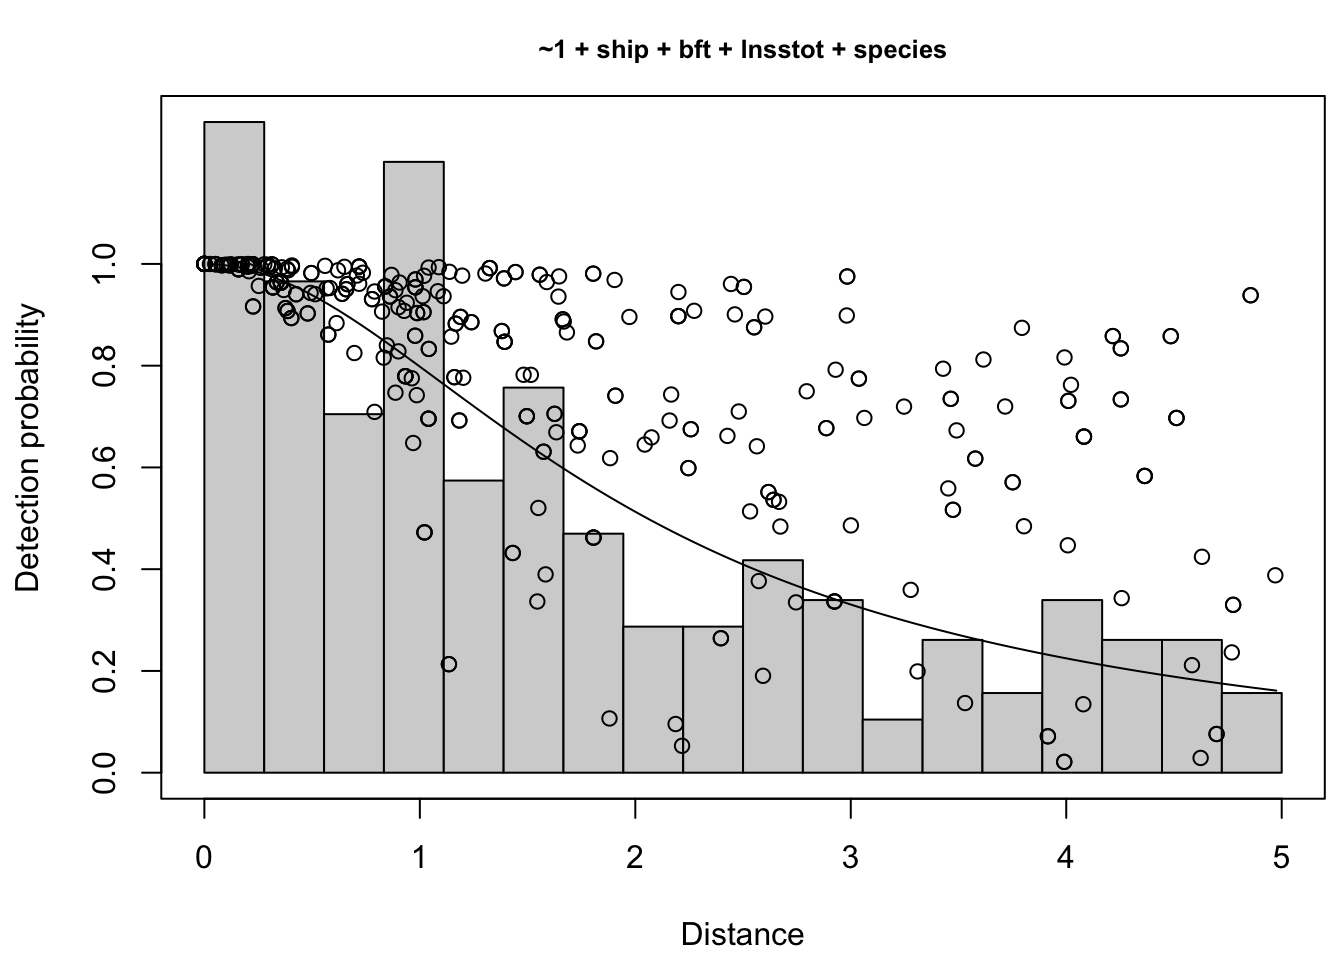 ~1 + ship + bft + lnsstot + species
Detection probability
1.0
0.8
0.6
0.4
0.2
0.0
0 1 2 3 4 5
Distance